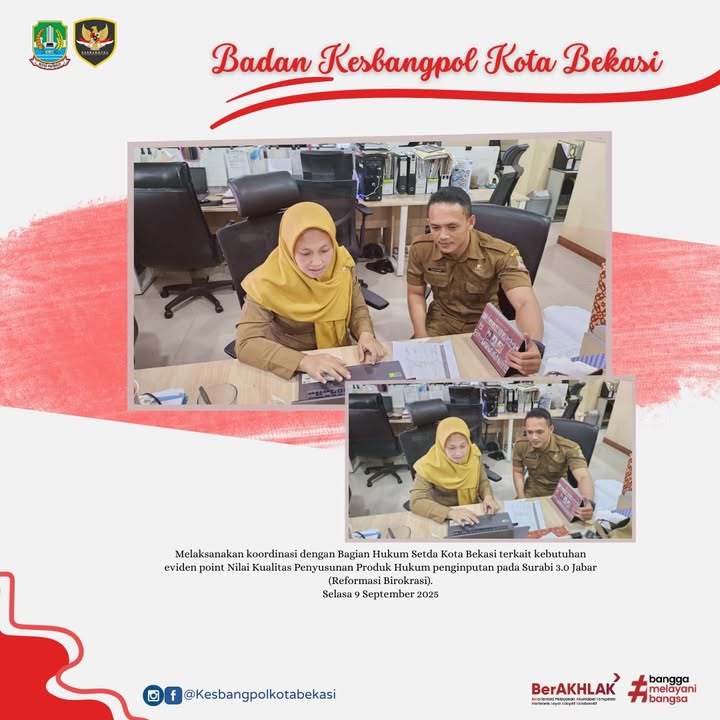 Badan Kesbangpol Kota Bekasi
Melaksanakan koordinasi dengan Bagian Hukum Setda Kota Bekasi terkait kebutuhan
eviden point Nilai Kualitas Penyusunan Produk Hukum penginputan pada Surabi 3.0 Jabar
(Reformasi Birokrasi).
Selasa 9 September 2025
@Kesbangpolkotabekasi
BerAKHLAK
#bangga
melayani
bangsa